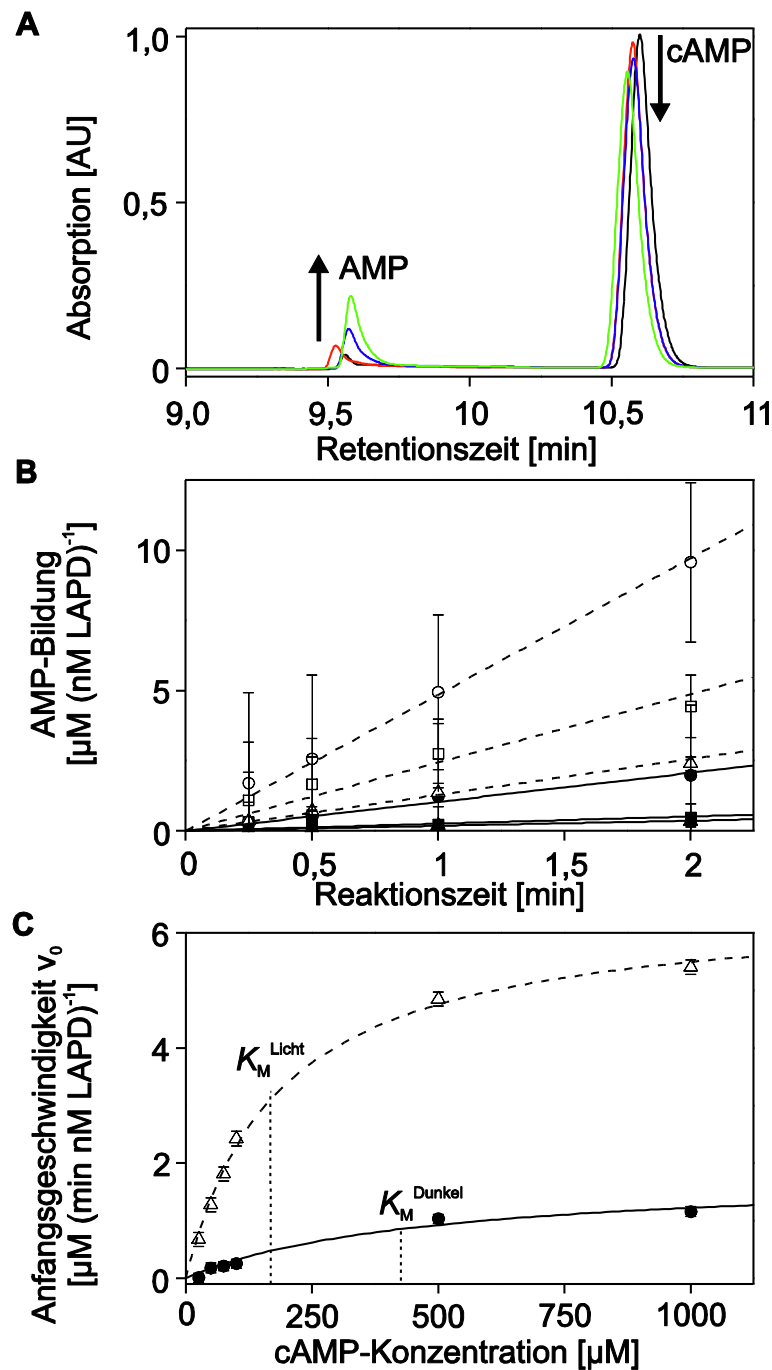 A
1,0
cAMP
Absorption [AU]
0,5
AMP
0
9,0 9,5 10 10,5 11
Retentionszeit [min]
B
10
AMP-Bildung
[µM (nM LAPD)⁻¹
5
0
0 0,5 1 1,5 2
Reaktionszeit [min]
C
6
Anfangsgeschwindigkeit v₀
[µM (min nM LAPD)⁻¹
4
K_M^Licht
2
K_M^Dunkel
0
0 250 500 750 1000
cAMP-Konzentration [µM]